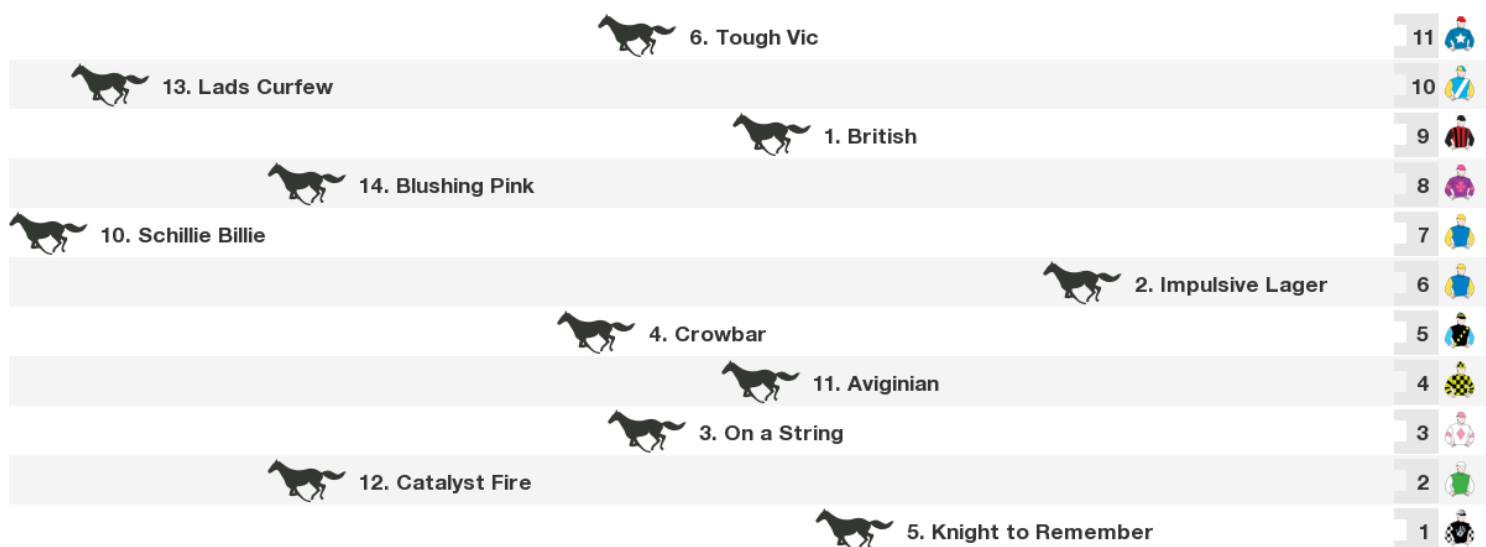 6. Tough Vic 11
13. Lads Curfew 10
1. British 9
14. Blushing Pink 8
10. Schillie Billie 7
2. Impulsive Lager 6
4. Crowbar 5
11. Aviginian 4
3. On a String 3
12. Catalyst Fire 2
5. Knight to Remember 1